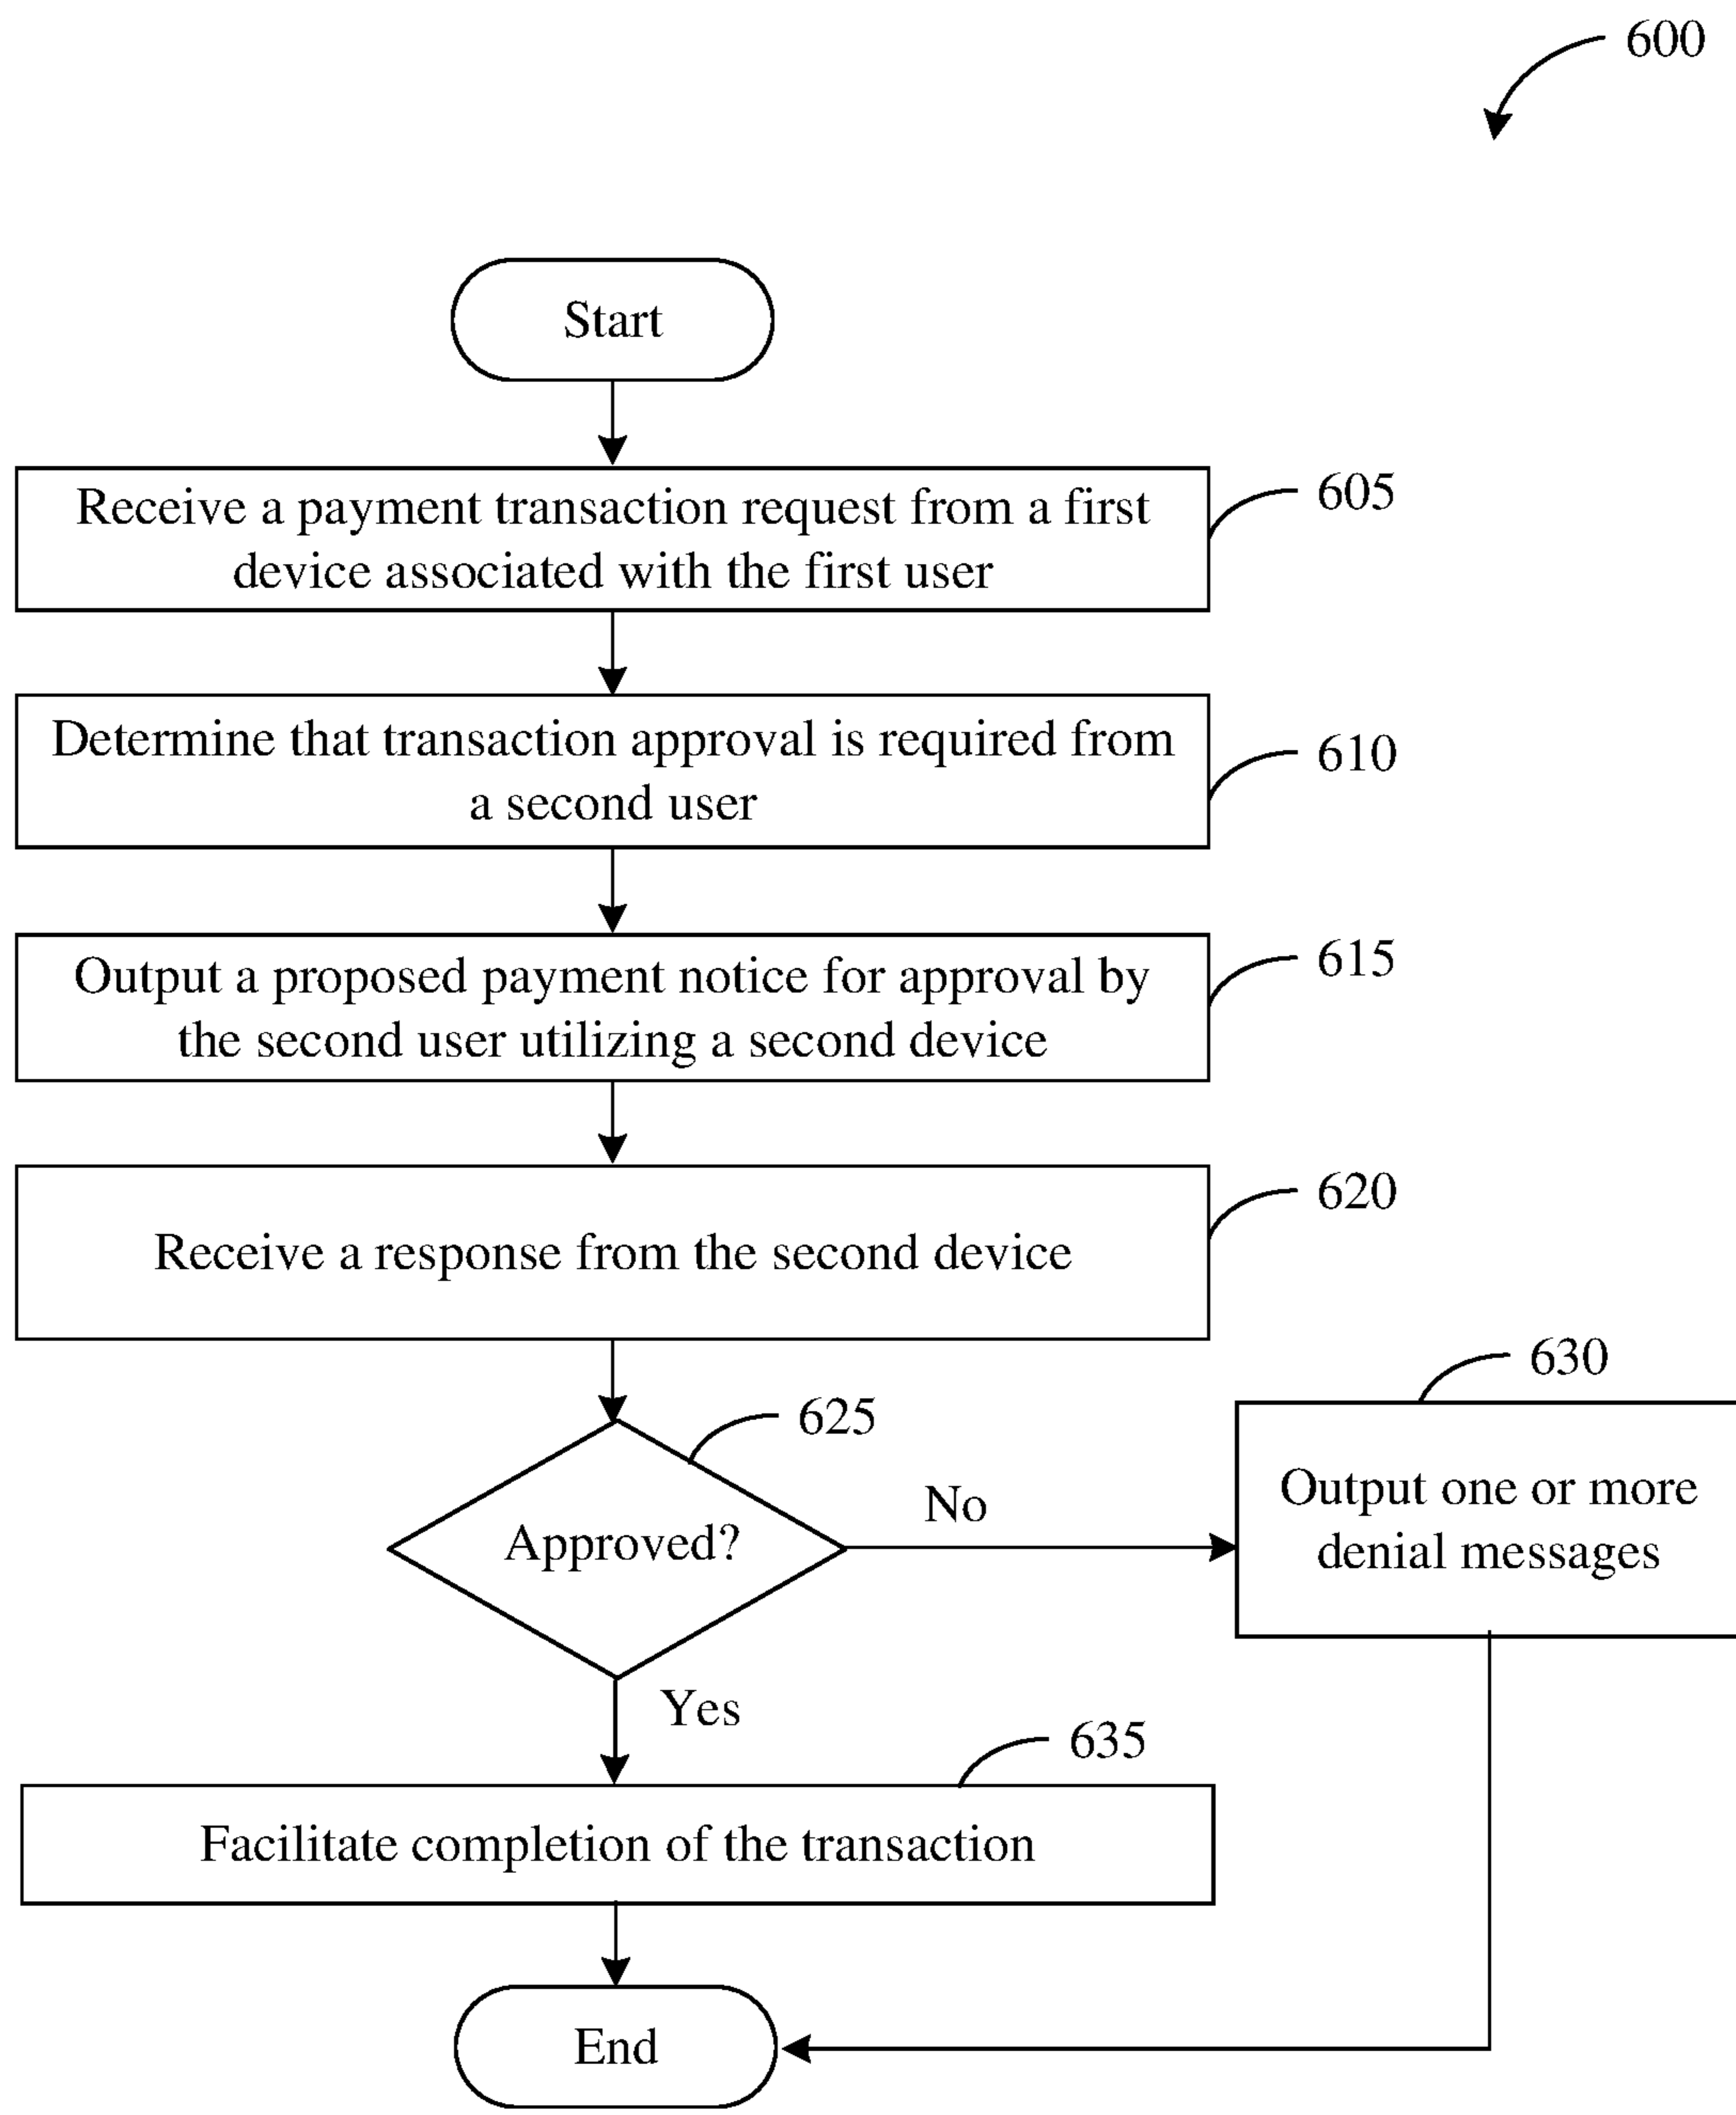 600
Start
Receive a payment transaction request from a first
device associated with the first user
605
Determine that transaction approval is required from
a second user
610
Output a proposed payment notice for approval by
the second user utilizing a second device
615
Receive a response from the second device
620
Approved?
625
No
Output one or more
denial messages
630
Yes
Facilitate completion of the transaction
635
End